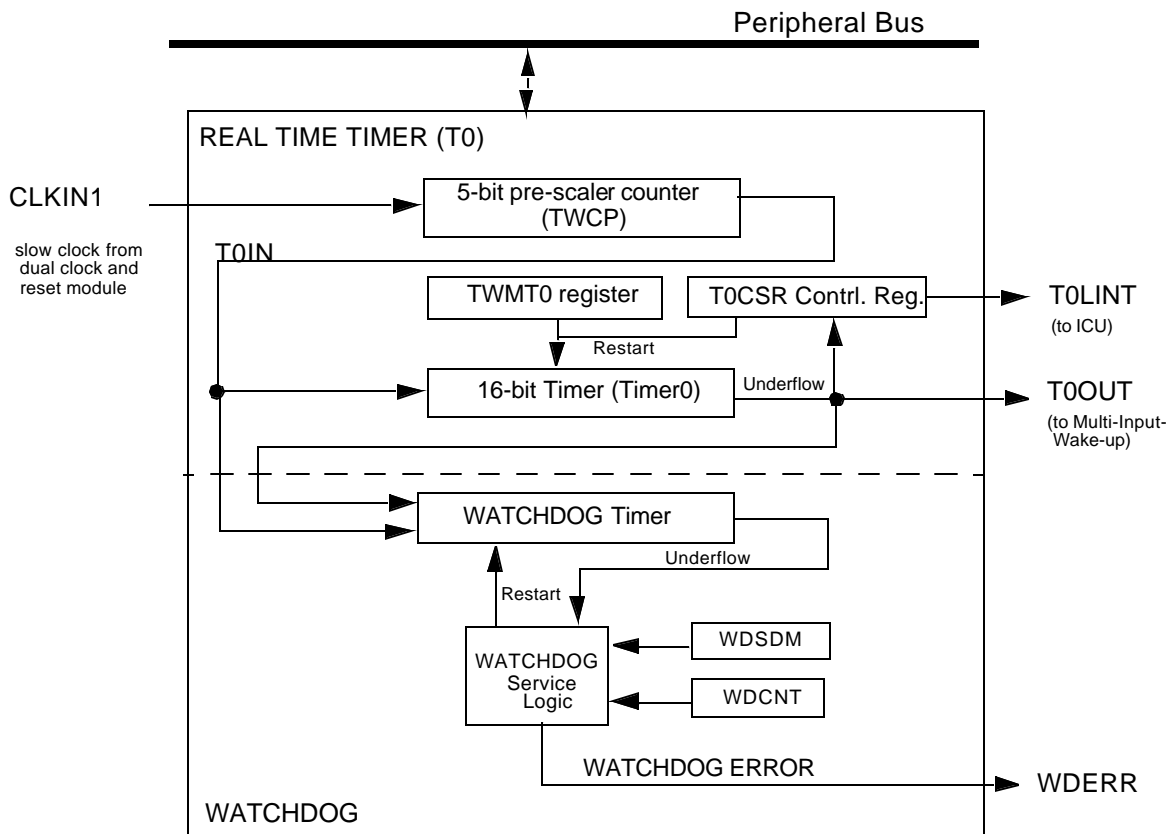 Peripheral Bus
REAL TIME TIMER (T0)
CLKIN1
5-bit pre-scaler counter
(TWCP)
slow clock from
dual clock and
reset module
T0IN
TWMT0 register
T0CSR Contrl. Reg.
T0LINT
(to ICU)
Restart
16-bit Timer (Timer0)
Underflow
T0OUT
(to Multi-Input-
Wake-up)
WATCHDOG Timer
Underflow
Restart
WATCHDOG
Service
Logic
WDSDM
WDCNT
WATCHDOG ERROR
WDERR
WATCHDOG